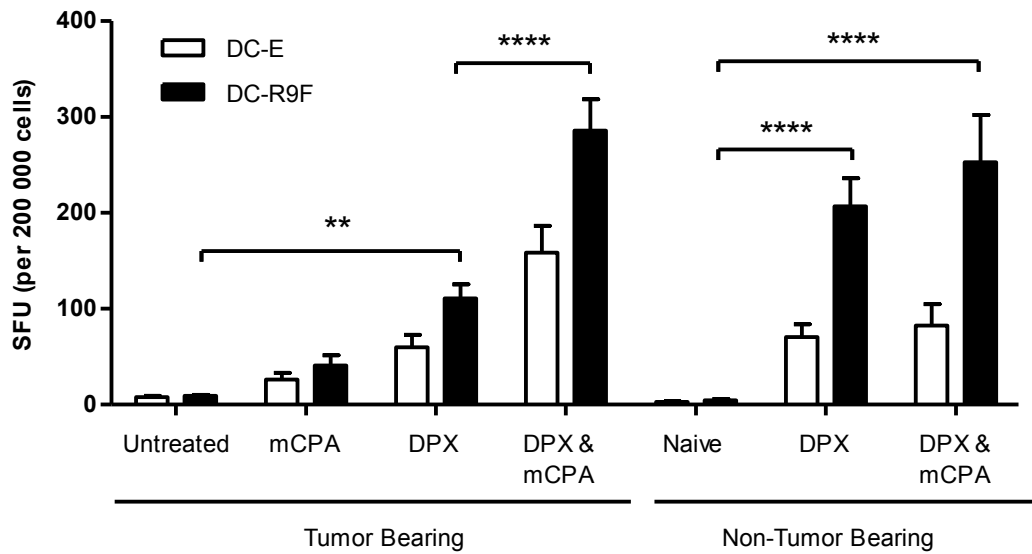 400
300
200
100
0
SFU (per 200 000 cells)
DC-E
DC-R9F
****
****
****
**
Untreated mCPA DPX DPX & mCPA Naive DPX DPX & mCPA
Tumor Bearing Non-Tumor Bearing